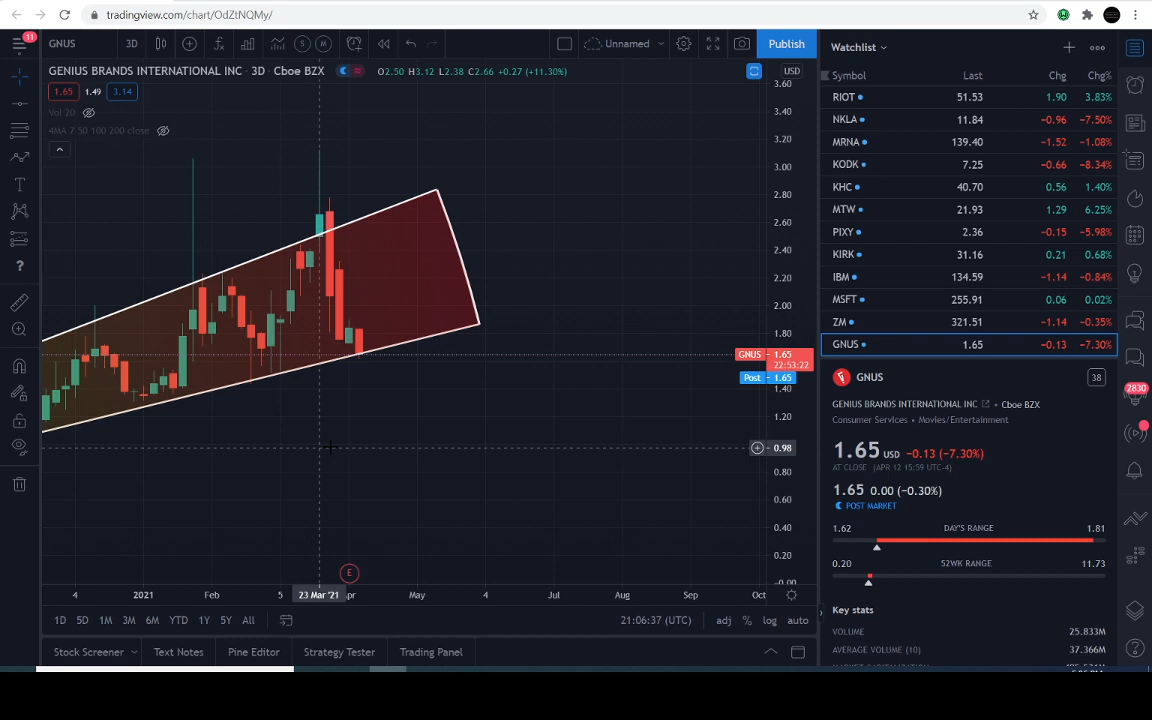 tradingview.com/chart/OdZtNQMy/
11
GNUS
3D
Unnamed
Publish
GENIUS BRANDS INTERNATIONAL INC • 3D • Cboe BZX
O2.50 H3.12 L2.38 C2.66 +0.27 (+11.30%)
USD
1.65
1.49
3.14
Vol 20
4MA 7 50 100 200 close
3.60
3.40
3.20
3.00
2.80
2.60
2.40
2.20
2.00
1.80
GNUS
1.65
22:53:22
Post
1.65
1.40
1.20
0.98
0.80
0.60
0.40
0.20
-0.00
E
4
2021
Feb
5
23 Mar '21
Apr
May
4
Jul
Aug
Sep
Oct
1D 5D 1M 3M 6M YTD 1Y 5Y All
21:06:37 (UTC)
adj % log auto
Stock Screener
Text Notes
Pine Editor
Strategy Tester
Trading Panel
Watchlist
Symbol Last Chg Chg%
RIOT 51.53 1.90 3.83%
NKLA 11.84 −0.96 −7.50%
MRNA 139.40 −1.52 −1.08%
KODK 7.25 −0.66 −8.34%
KHC 40.70 0.56 1.40%
MTW 21.93 1.29 6.25%
PIXY 2.36 −0.15 −5.98%
KIRK 31.16 0.21 0.68%
IBM 134.59 −1.14 −0.84%
MSFT 255.91 0.06 0.02%
ZM 321.51 −1.14 −0.35%
GNUS 1.65 −0.13 −7.30%
GNUS
38
GENIUS BRANDS INTERNATIONAL INC • Cboe BZX
Consumer Services • Movies/Entertainment
1.65 USD −0.13 (−7.30%)
AT CLOSE (APR 12 15:59 UTC-4)
1.65 0.00 (−0.30%)
POST MARKET
1.62 DAY'S RANGE 1.81
0.20 52WK RANGE 11.73
Key stats
VOLUME 25.833M
AVERAGE VOLUME (10) 37.366M
2830